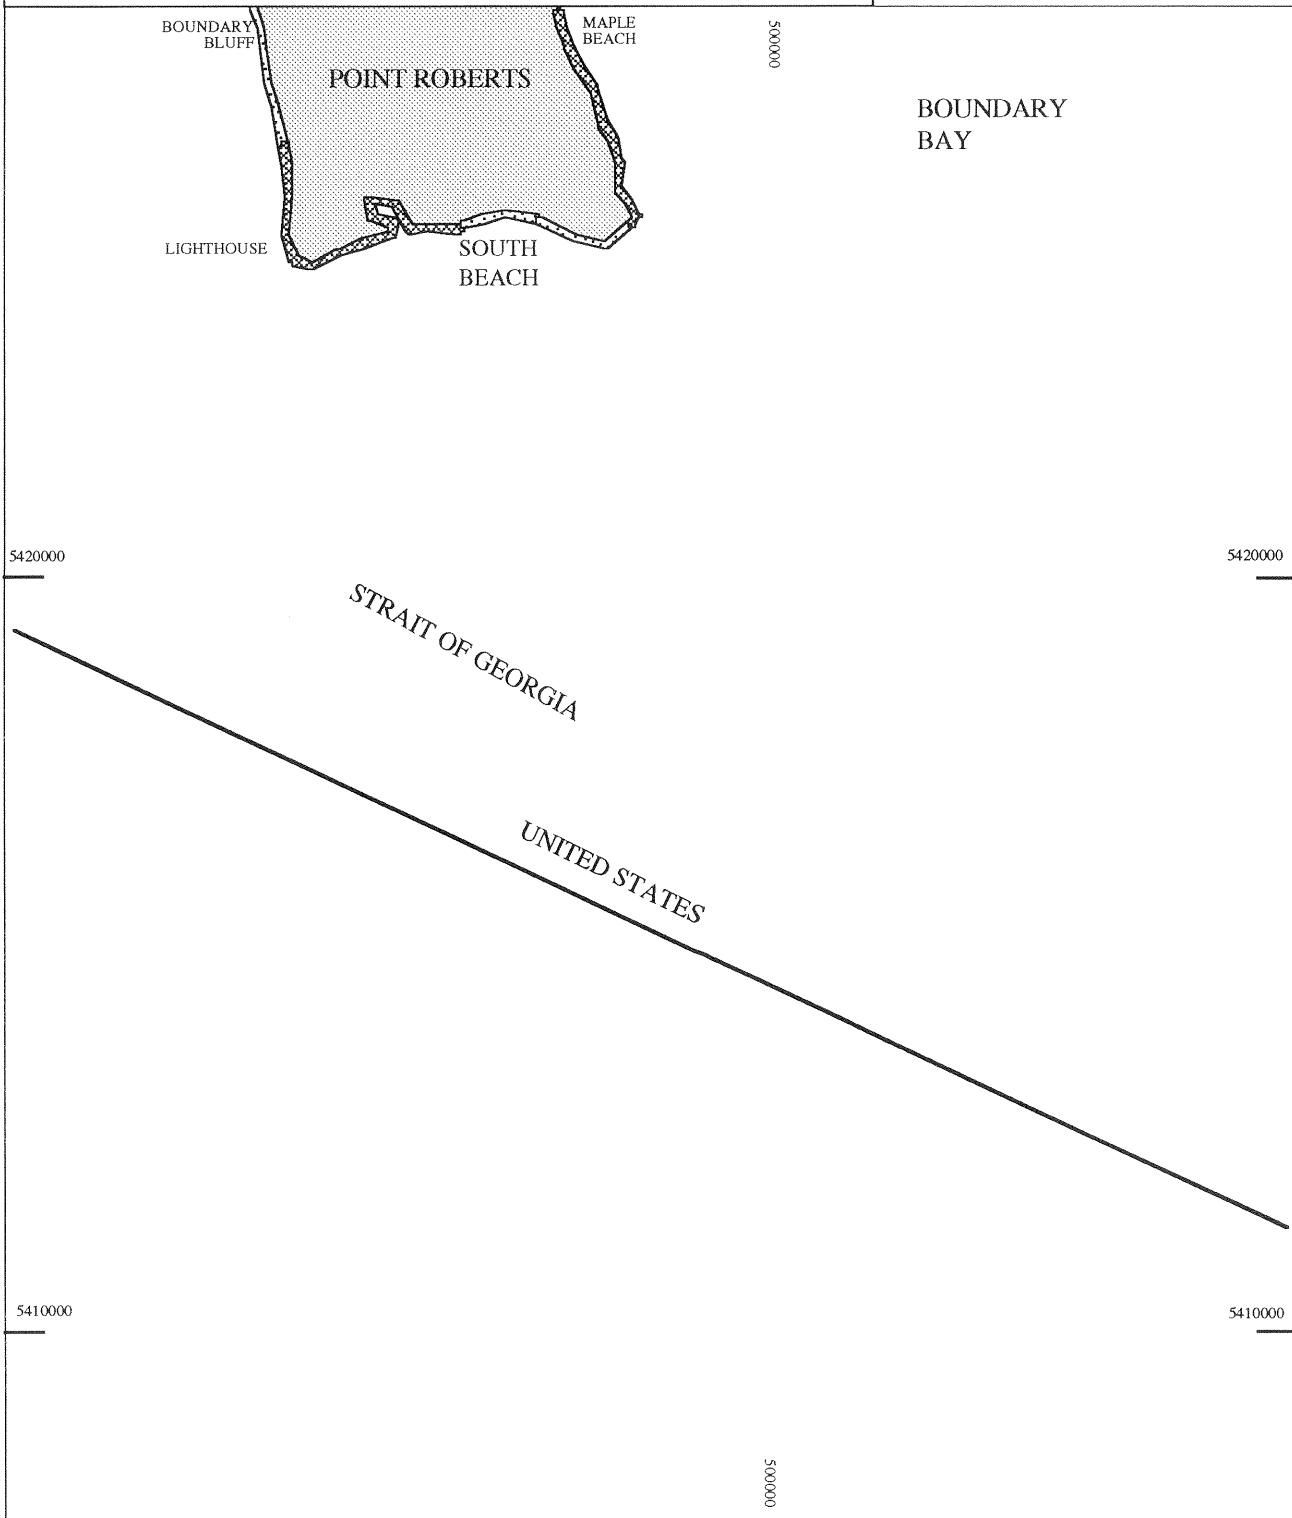 BOUNDARY
BLUFF
MAPLE
BEACH
500000
POINT ROBERTS
BOUNDARY
BAY
LIGHTHOUSE
SOUTH
BEACH
5420000
5420000
STRAIT OF GEORGIA
UNITED STATES
5410000
5410000
500000